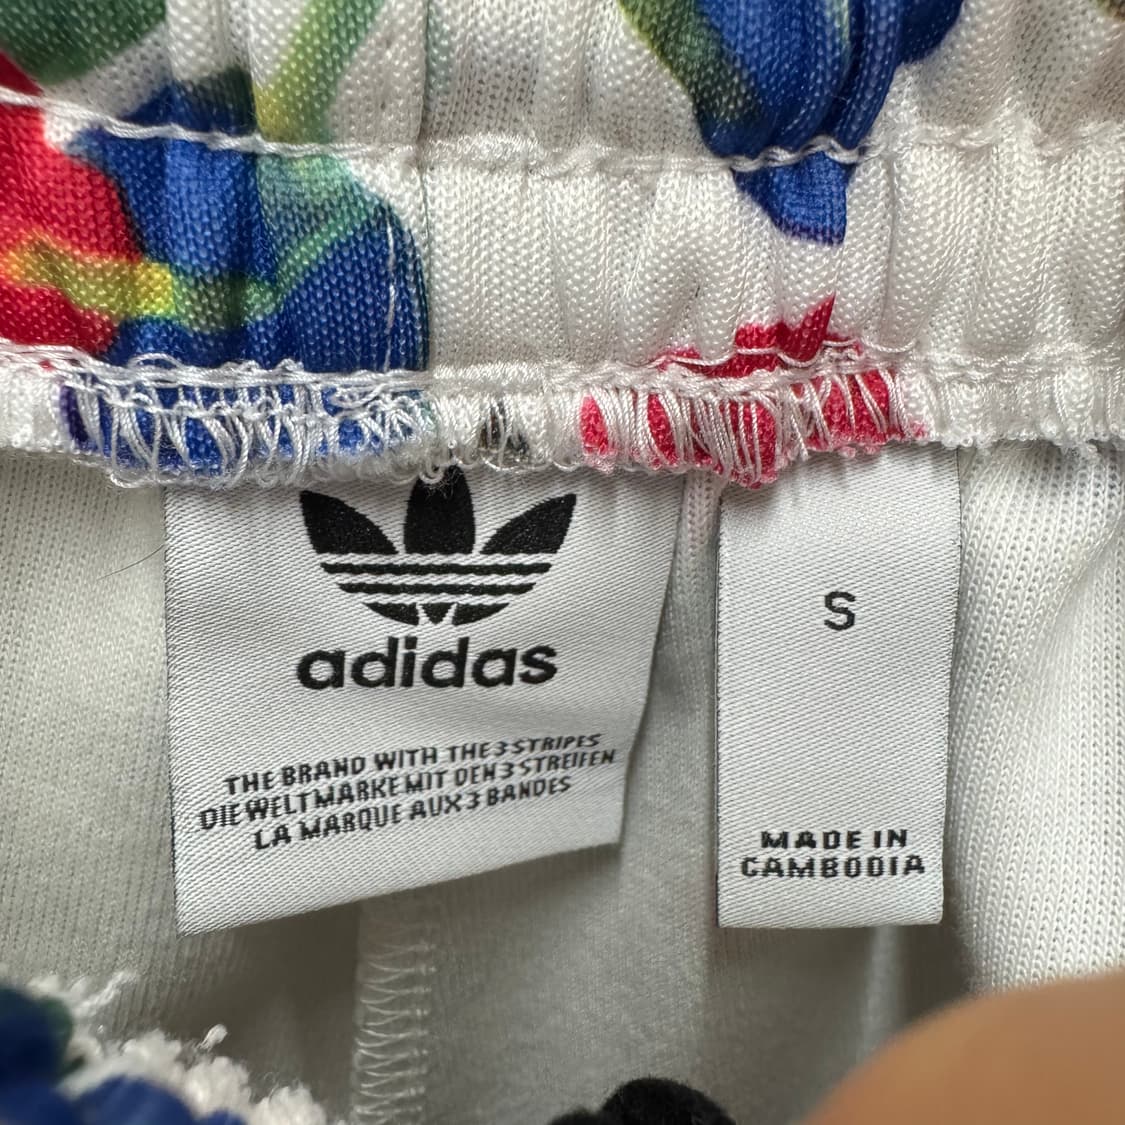 adidas
THE BRAND WITH THE 3 STRIPES
DIE WELTMARKE MIT DEN 3 STREIFEN
LA MARQUE AUX 3 BANDES
S
MADE IN
CAMBODIA